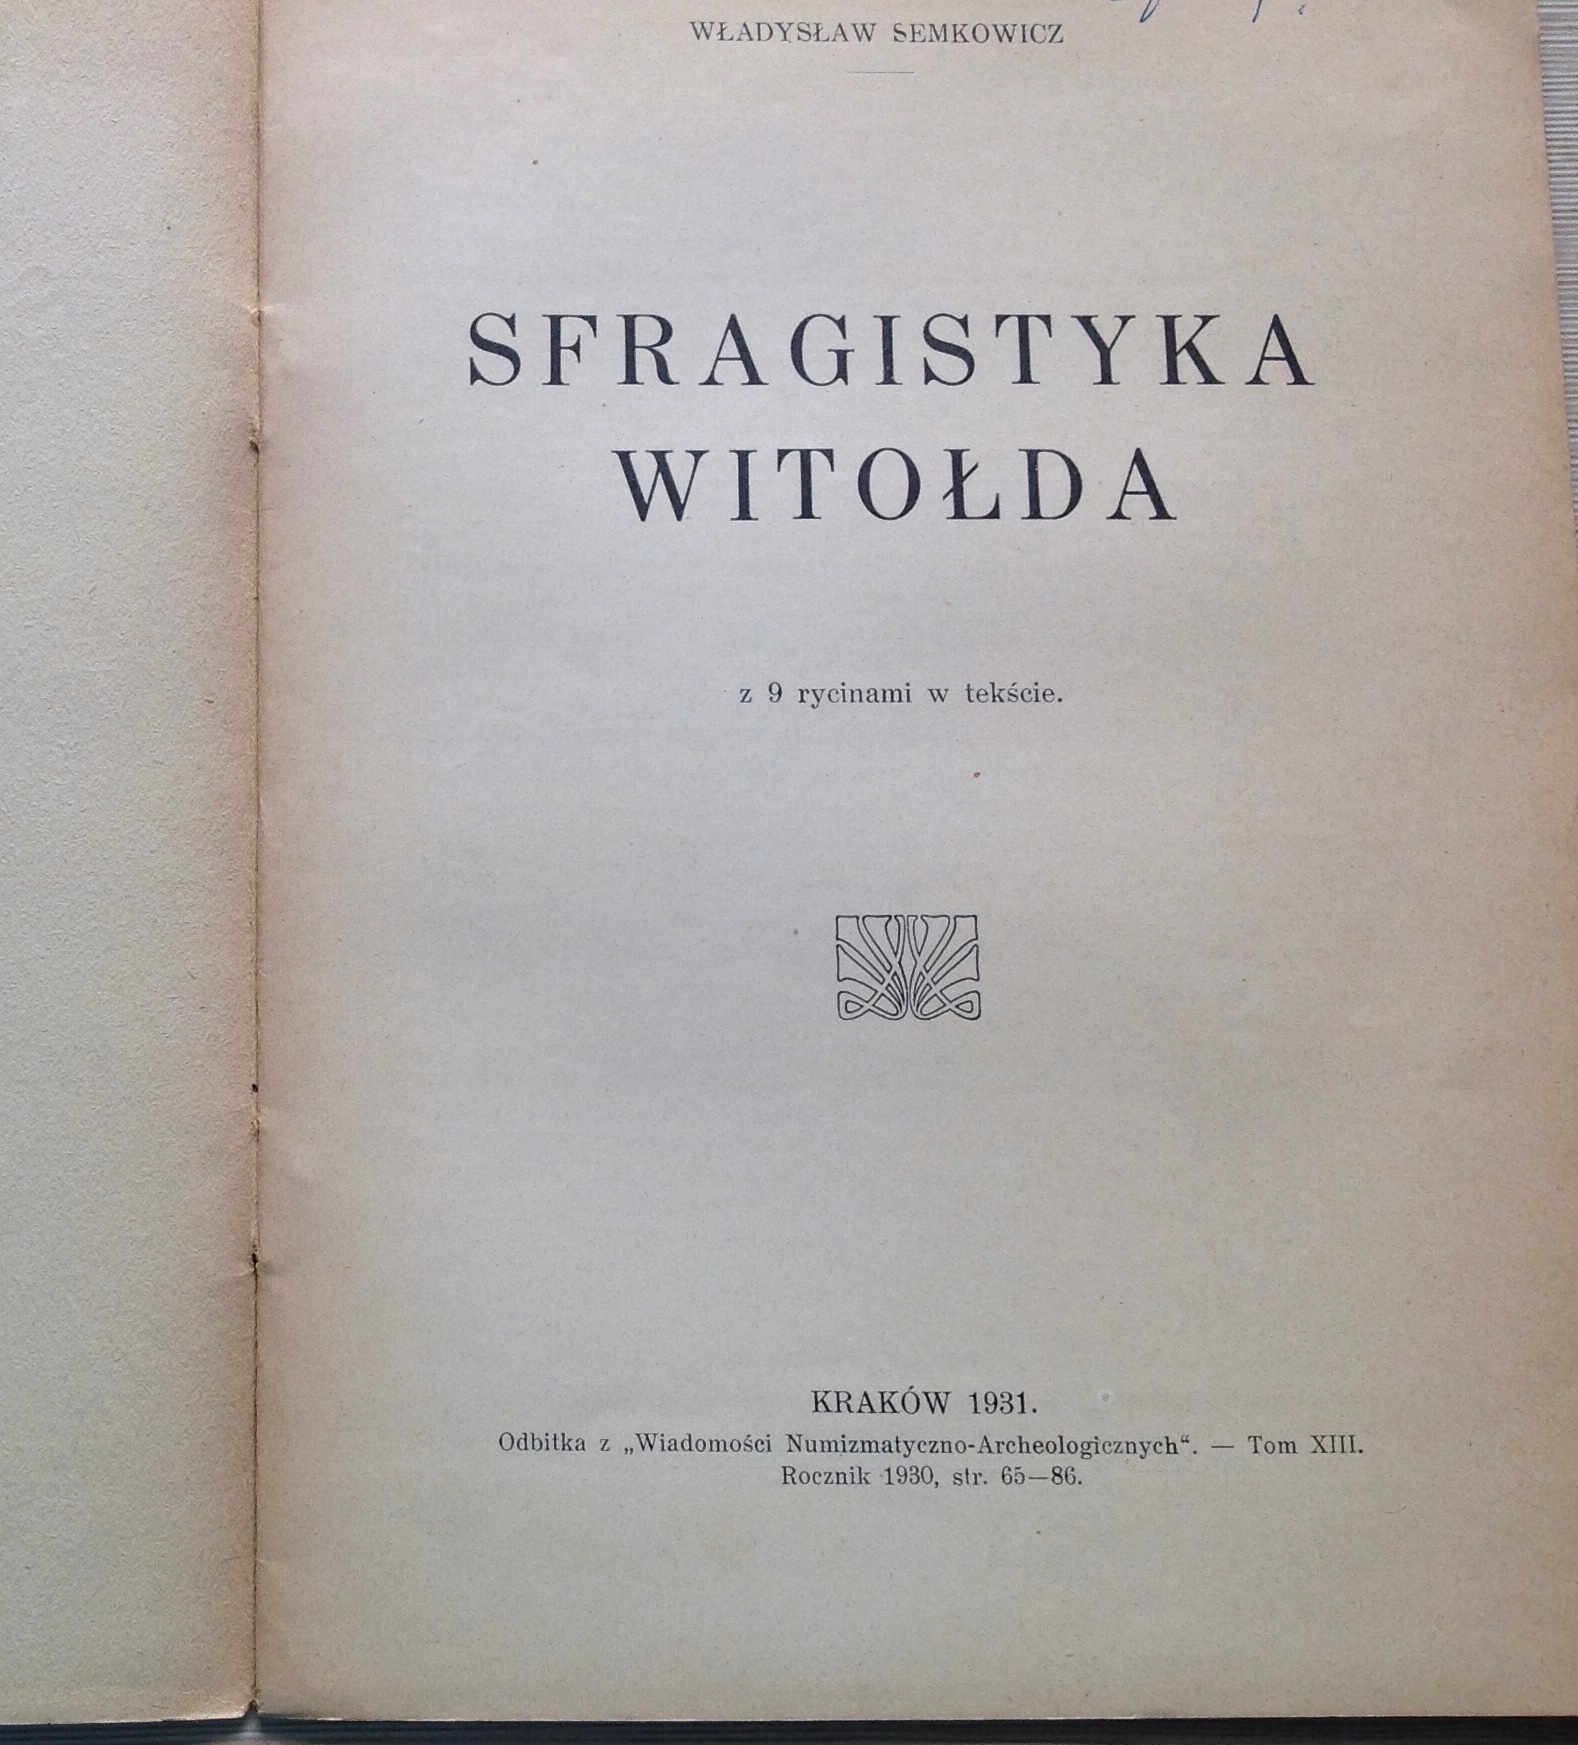 WŁADYSŁAW SEMKOWICZ
SFRAGISTYKA
WITOŁDA
z 9 rycinami w tekście.
KRAKÓW 1931.
Odbitka z „Wiadomości Numizmatyczno-Archeologicznych“. — Tom XIII.
Rocznik 1930, str. 65—86.